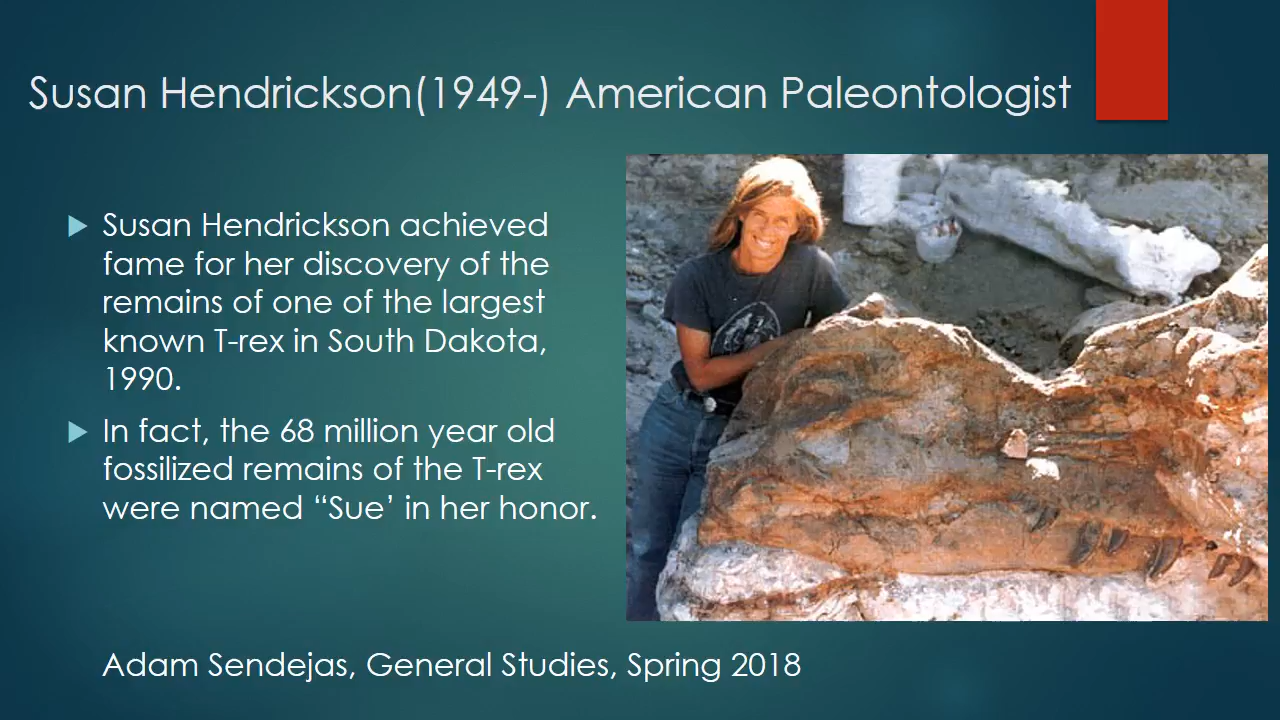 Susan Hendrickson(1949-) American Paleontologist
Susan Hendrickson achieved
fame for her discovery of the
remains of one of the largest
known T-rex in South Dakota,
1990.
In fact, the 68 million year old
fossilized remains of the T-rex
were named “Sue’ in her honor.
Adam Sendejas, General Studies, Spring 2018